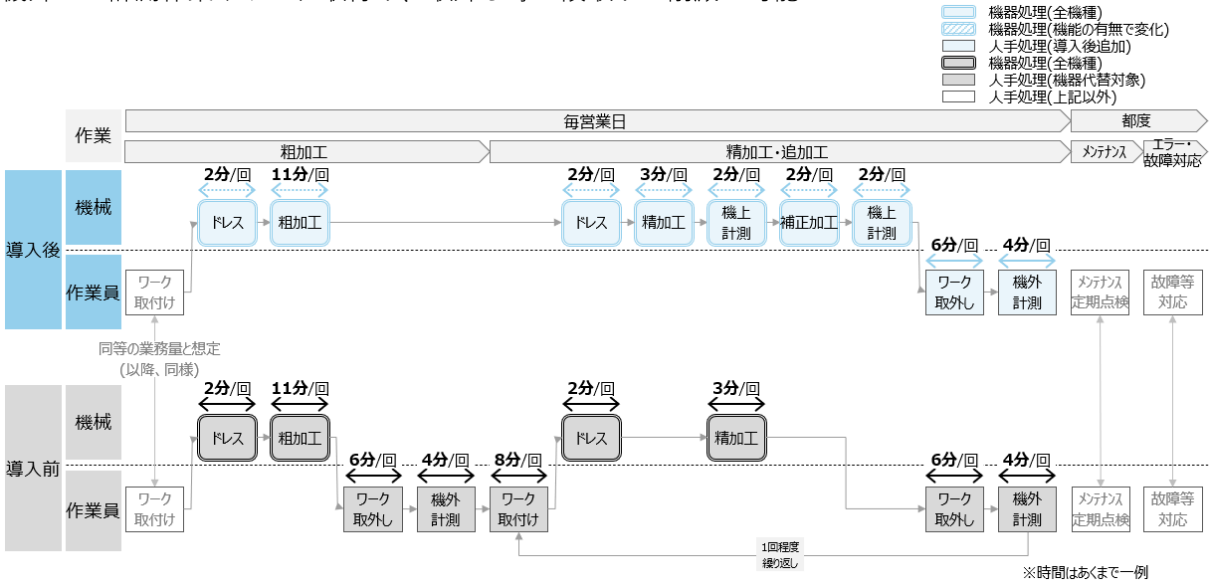 機器処理(全機種)
機器処理(機能の有無で変化)
人手処理(導入後追加)
機器処理(全機種)
人手処理(機器代替対象)
人手処理(上記以外)
作業
毎営業日
都度
粗加工
精加工・追加工
メンテナンス
エラー・
故障対応
導入後
機械
2分/回
11分/回
2分/回
3分/回
2分/回
2分/回
2分/回
ドレス
粗加工
ドレス
精加工
機上
計測
補正加工
機上
計測
作業員
6分/回
4分/回
ワーク
取付け
ワーク
取外し
機外
計測
メンテナンス
定期点検
故障等
対応
同等の業務量と想定
(以降、同様)
導入前
機械
2分/回
11分/回
2分/回
3分/回
ドレス
粗加工
ドレス
精加工
作業員
6分/回
4分/回
8分/回
6分/回
4分/回
ワーク
取付け
ワーク
取外し
機外
計測
ワーク
取付け
ワーク
取外し
機外
計測
メンテナンス
定期点検
故障等
対応
1回程度
繰り返し
※時間はあくまで一例